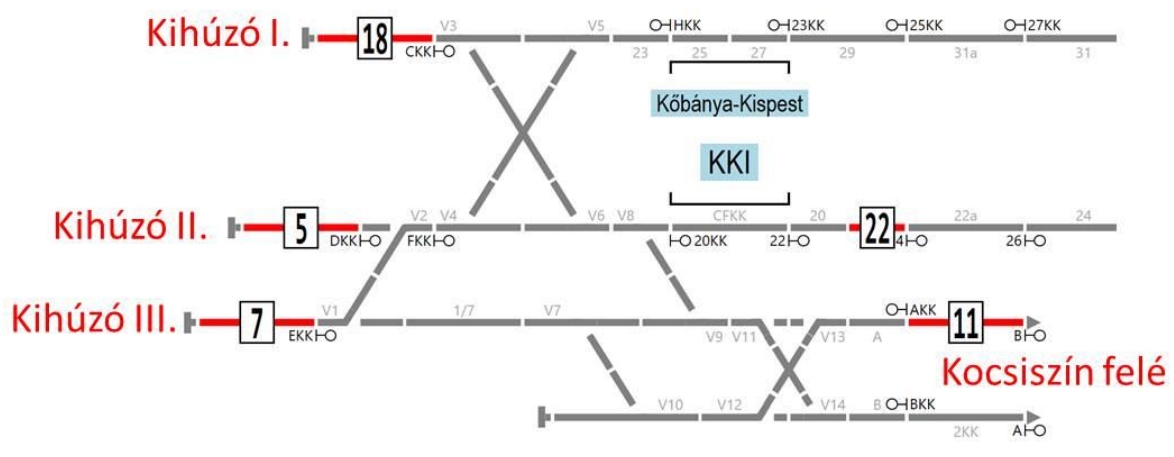 Kihúzó I. 18 CKK V3 V5 23 HKK 25 27 23KK 29 25KK 31a 27KK 31
Kőbánya-Kispest
KKI
Kihúzó II. 5 DKK V2 FKK V4 V6 V8 20KK CFKK 22 20 22 4 22a 26 24
Kihúzó III. 7 EKK V1 1/7 V7 V9 V11 V13 A AKK 11 B
Kocsiszín felé
V10 V12 V14 B BKK 2KK A